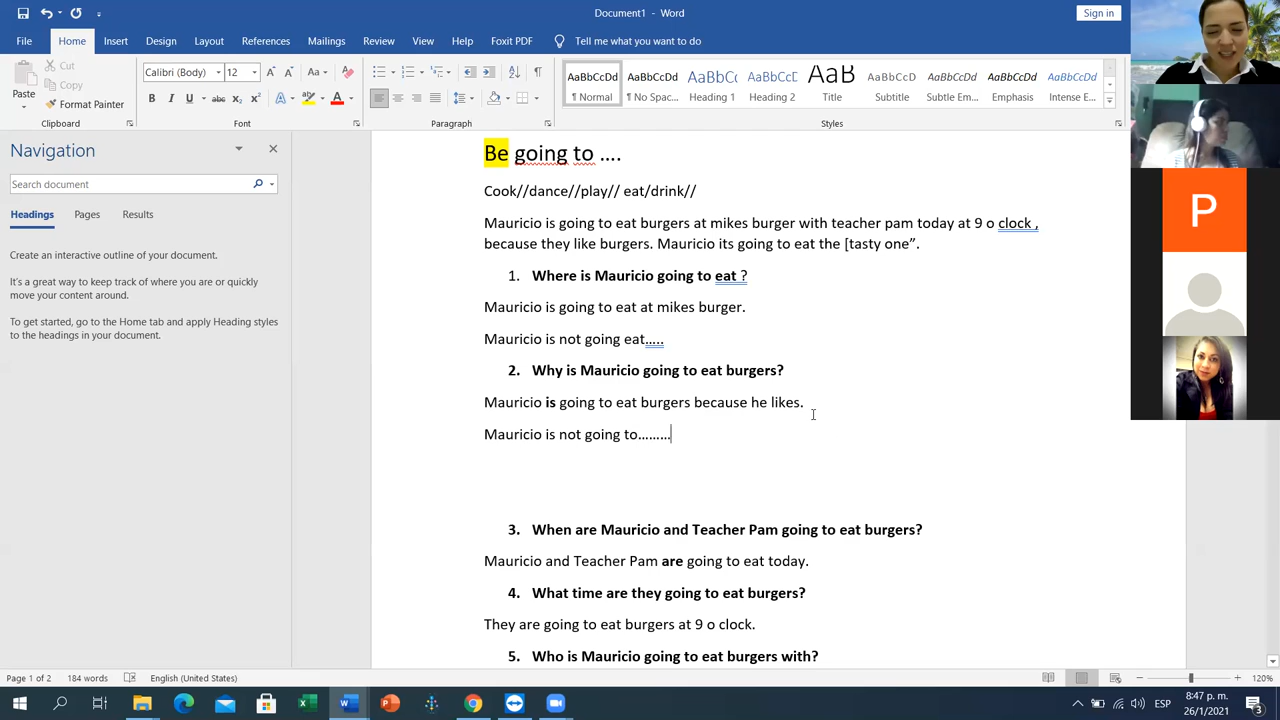 Document1 - Word
Sign in
File Home Insert Design Layout References Mailings Review View Help Foxit PDF Tell me what you want to do
Paste
Cut
Copy
Format Painter
Clipboard
Calibri (Body) 12
Font
Paragraph
AaBbCcDd AaBbCcDd AaBbCc AaBbCcD AaB AaBbCcDd AaBbCcDd AaBbCcDd AaBbCcDd
¶ Normal ¶ No Spac... Heading 1 Heading 2 Title Subtitle Subtle Em... Emphasis Intense E...
Styles
Navigation
Search document
Headings Pages Results
Create an interactive outline of your document.
It's a great way to keep track of where you are or quickly
move your content around.
To get started, go to the Home tab and apply Heading styles
to the headings in your document.
Be going to ....
Cook//dance//play// eat/drink//
Mauricio is going to eat burgers at mikes burger with teacher pam today at 9 o clock ,
because they like burgers. Mauricio its going to eat the [tasty one”.
1. Where is Mauricio going to eat ?
Mauricio is going to eat at mikes burger.
Mauricio is not going eat…..
2. Why is Mauricio going to eat burgers?
Mauricio is going to eat burgers because he likes.
Mauricio is not going to………
3. When are Mauricio and Teacher Pam going to eat burgers?
Mauricio and Teacher Pam are going to eat today.
4. What time are they going to eat burgers?
They are going to eat burgers at 9 o clock.
5. Who is Mauricio going to eat burgers with?
P
Page 1 of 2 184 words English (United States) 120%
8:47 p. m.
ESP
26/1/2021
3